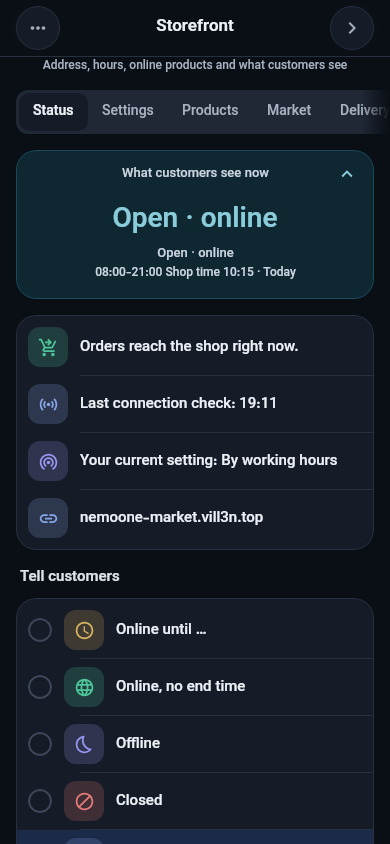 Storefront
Address, hours, online products and what customers see
Status Settings Products Market Delivery
What customers see now
Open · online
Open · online
08:00–21:00 Shop time 10:15 · Today
Orders reach the shop right now.
Last connection check: 19:11
Your current setting: By working hours
nemoone-market.vill3n.top
Tell customers
Online until …
Online, no end time
Offline
Closed